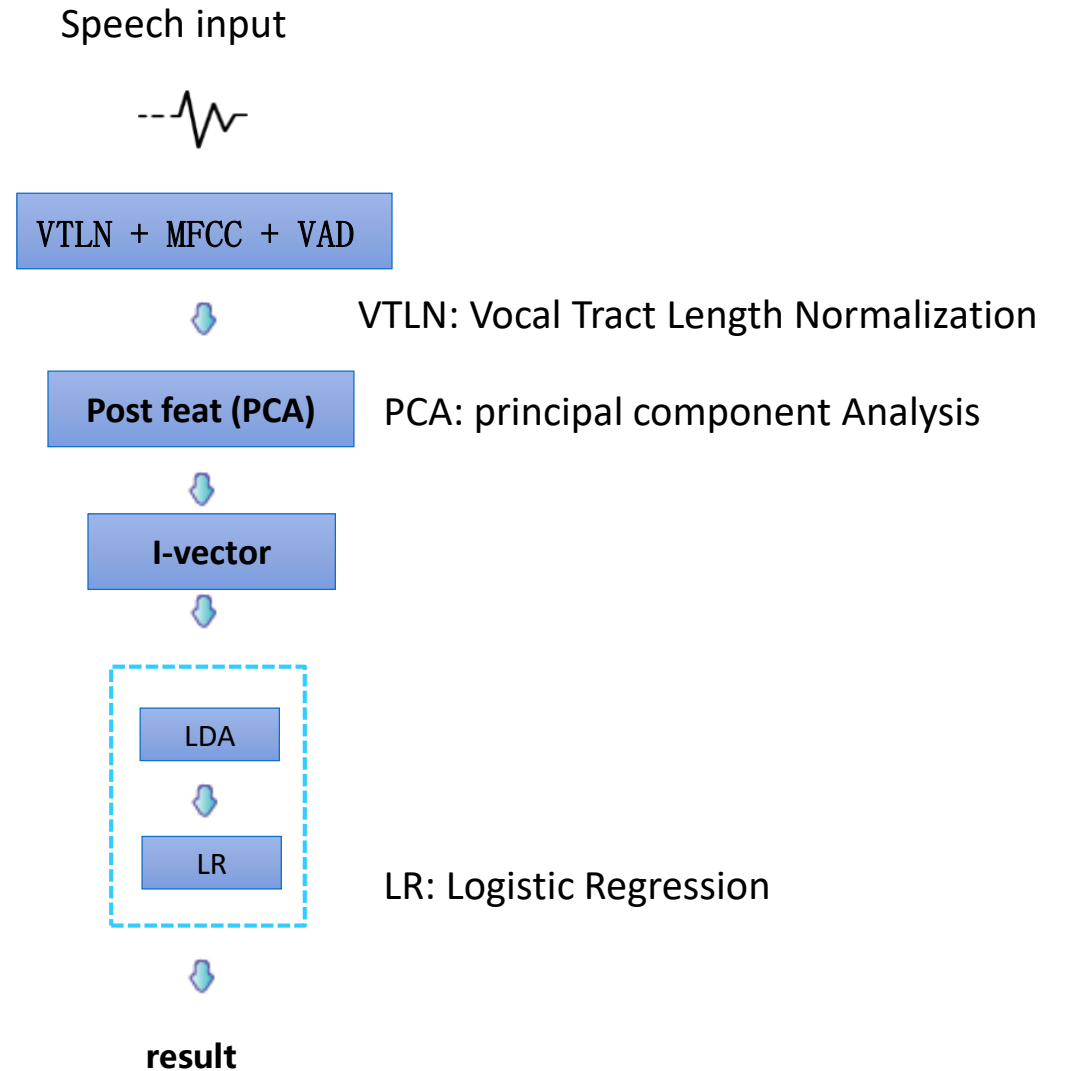 Speech input
VTLN + MFCC + VAD
VTLN: Vocal Tract Length Normalization
Post feat (PCA)
PCA: principal component Analysis
I-vector
LDA
LR
LR: Logistic Regression
result